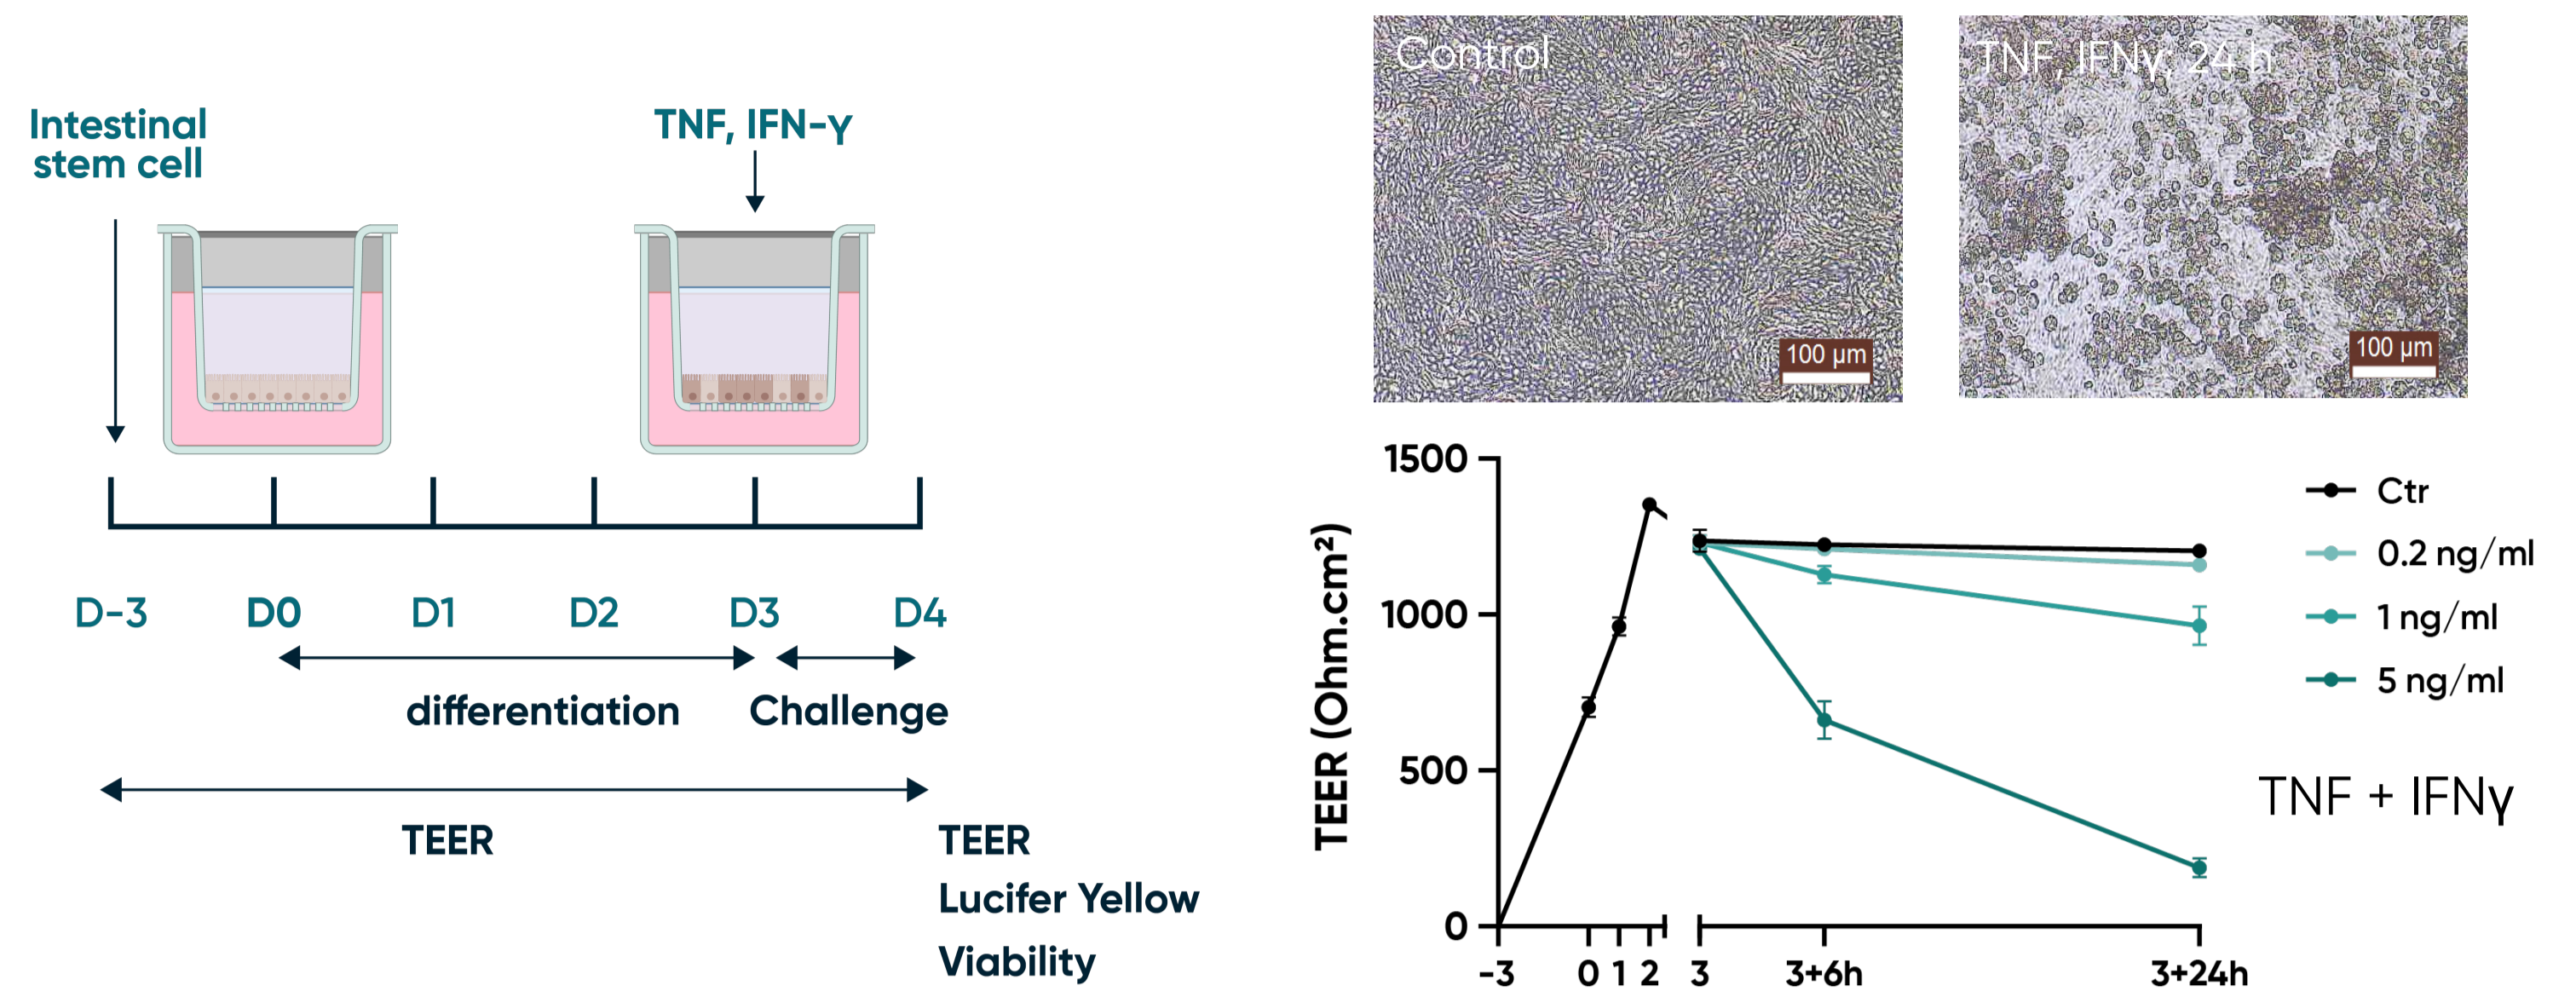 Intestinal
stem cell
TNF, IFN-γ
D-3 D0 D1 D2 D3 D4
differentiation Challenge
TEER
TEER
Lucifer Yellow
Viability
Control
100 µm
TNF, IFNγ, 24 h
100 µm
TEER (Ohm.cm²)
1500
1000
500
0
-3 0 1 2 3 3+6h 3+24h
Ctr
0.2 ng/ml
1 ng/ml
5 ng/ml
TNF + IFNγ